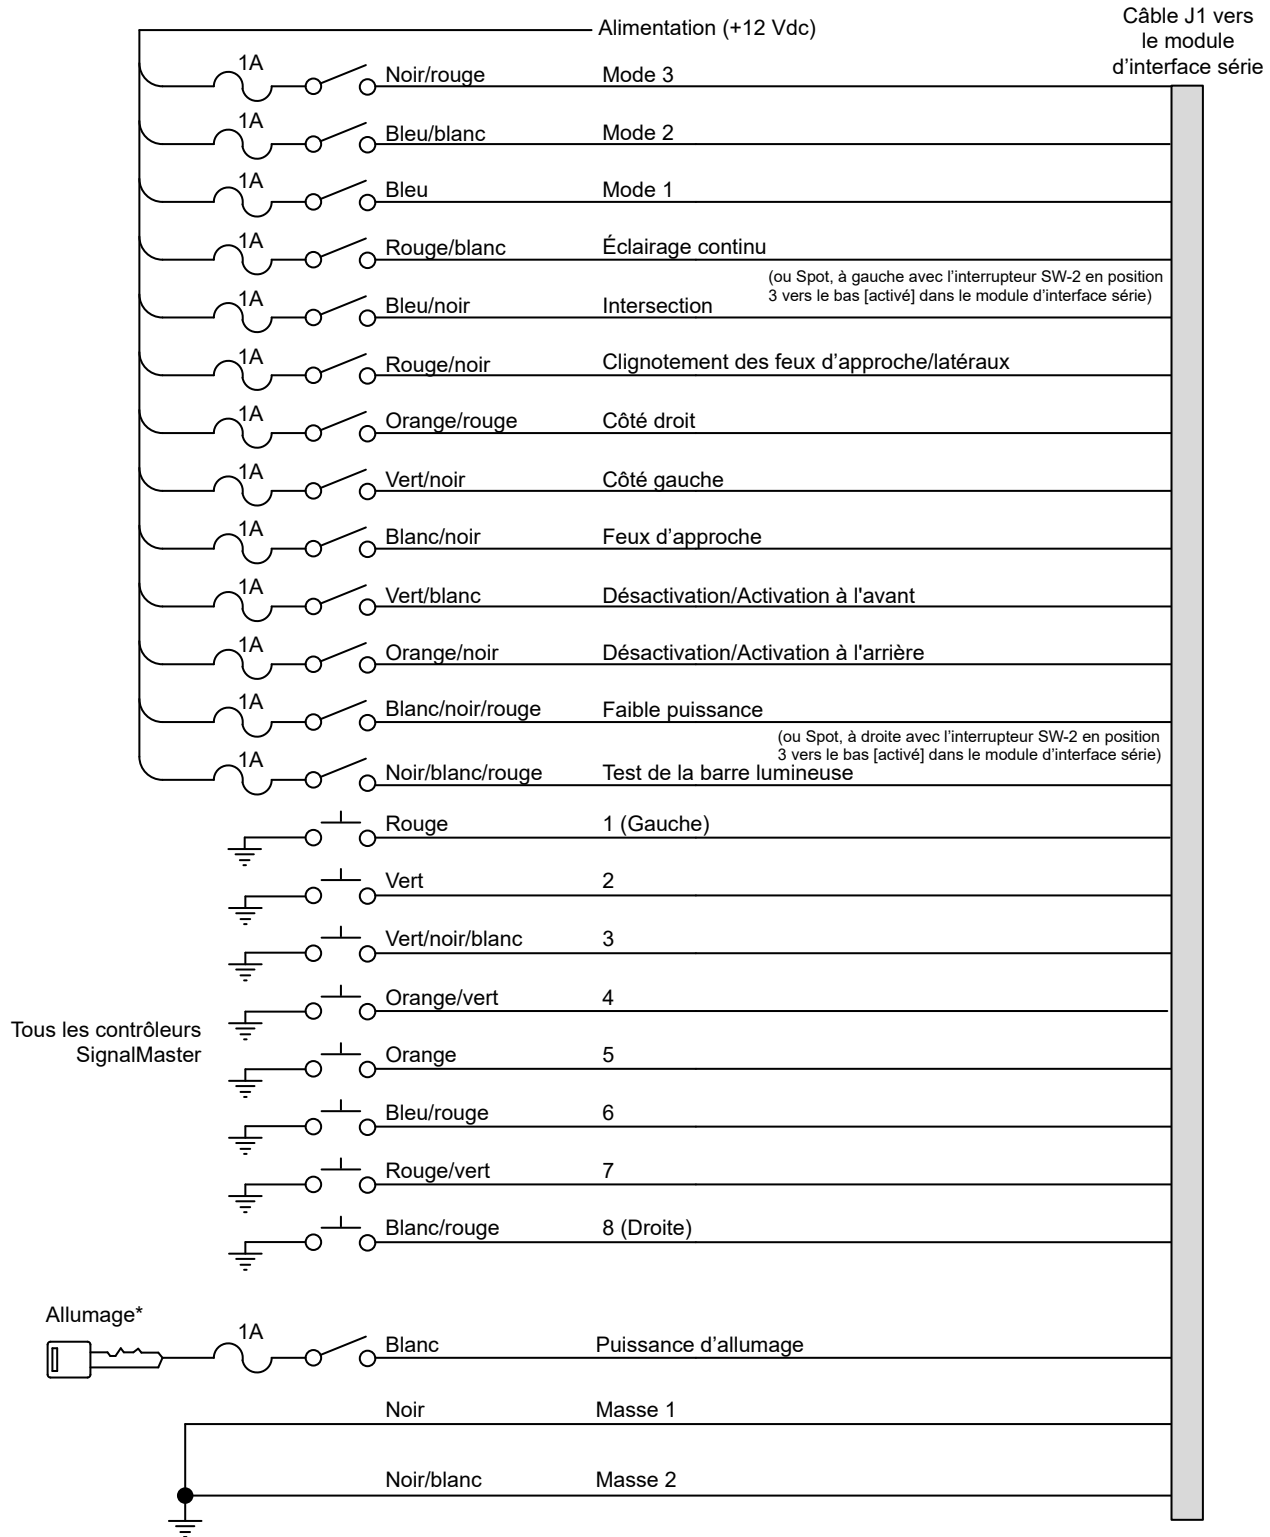 Câble J1 vers
le module
d’interface série
Alimentation (+12 Vdc)
1A Noir/rouge Mode 3
1A Bleu/blanc Mode 2
1A Bleu Mode 1
1A Rouge/blanc Éclairage continu
(ou Spot, à gauche avec l’interrupteur SW-2 en position
3 vers le bas [activé] dans le module d’interface série)
1A Bleu/noir Intersection
1A Rouge/noir Clignotement des feux d’approche/latéraux
1A Orange/rouge Côté droit
1A Vert/noir Côté gauche
1A Blanc/noir Feux d’approche
1A Vert/blanc Désactivation/Activation à l'avant
1A Orange/noir Désactivation/Activation à l'arrière
1A Blanc/noir/rouge Faible puissance
(ou Spot, à droite avec l’interrupteur SW-2 en position
3 vers le bas [activé] dans le module d’interface série)
1A Noir/blanc/rouge Test de la barre lumineuse
Rouge 1 (Gauche)
Vert 2
Vert/noir/blanc 3
Orange/vert 4
Tous les contrôleurs
SignalMaster
Orange 5
Bleu/rouge 6
Rouge/vert 7
Blanc/rouge 8 (Droite)
Allumage*
1A Blanc Puissance d’allumage
Noir Masse 1
Noir/blanc Masse 2